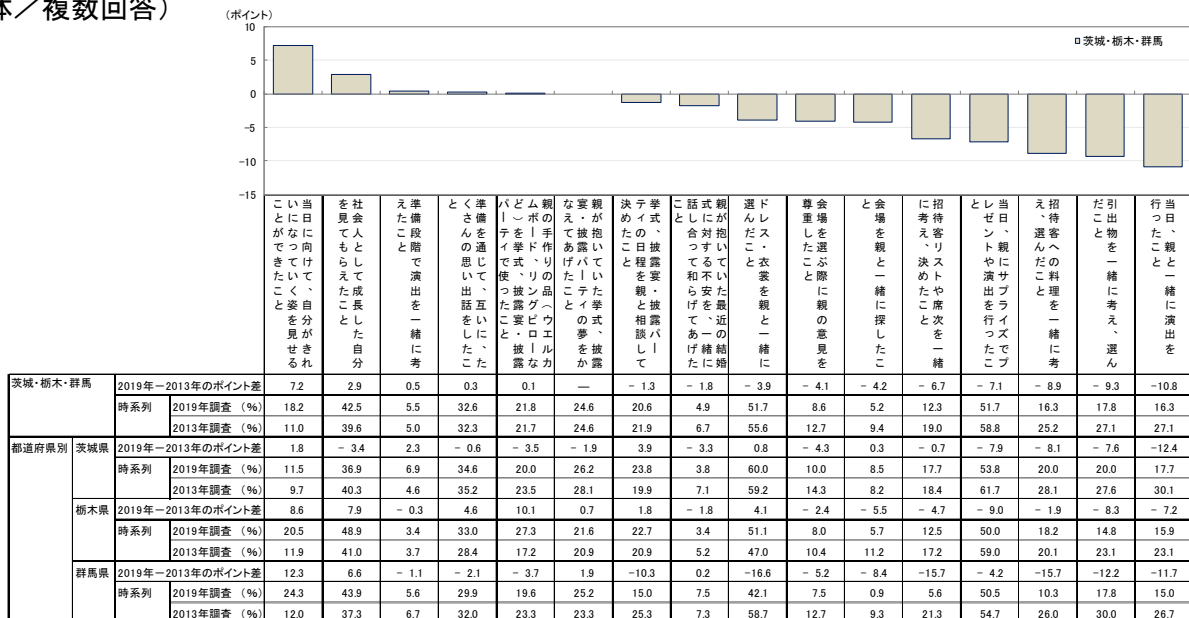 体／複数回答）
（ポイント）
10
5
0
−5
−10
−15
茨城・栃木・群馬
当日に向けて、自分がきれ
いになっていく姿を見せる
ことができたこと
社会人として成長した自分
を見てもらえたこと
準備段階で演出を一緒に考
えたこと
準備を通じて、互いに、た
くさんの思い出話をしたこ
と
親の手作りの品（ウエルカ
ムボード、リングピローな
ど）を挙式、披露宴・披露
パーティで使ったこと
親が抱いていた挙式、披露
宴・披露パーティの夢をか
なえてあげたこと
挙式、披露宴・披露パー
ティの日程を親と相談して
決めたこと
親が抱いていた最近の結婚
式に対する不安を、一緒に
話し合って和らげてあげた
こと
ドレス・衣裳を親と一緒に
選んだこと
会場を選ぶ際に親の意見を
尊重したこと
会場を親と一緒に探したこ
と
招待客リストや席次を一緒
に考え、決めたこと
当日、親にサプライズでプ
レゼントや演出を行ったこ
と
招待客への料理を一緒に考
え、選んだこと
引出物を一緒に考え、選ん
だこと
当日、親と一緒に演出を
行ったこと
茨城・栃木・群馬 2019年－2013年のポイント差 7.2 2.9 0.5 0.3 0.1 ― － 1.3 － 1.8 － 3.9 － 4.1 － 4.2 － 6.7 － 7.1 － 8.9 － 9.3 －10.8
時系列 2019年調査 （%） 18.2 42.5 5.5 32.6 21.8 24.6 20.6 4.9 51.7 8.6 5.2 12.3 51.7 16.3 17.8 16.3
2013年調査 （%） 11.0 39.6 5.0 32.3 21.7 24.6 21.9 6.7 55.6 12.7 9.4 19.0 58.8 25.2 27.1 27.1
都道府県別 茨城県 2019年－2013年のポイント差 1.8 － 3.4 2.3 － 0.6 － 3.5 － 1.9 3.9 － 3.3 0.8 － 4.3 0.3 － 0.7 － 7.9 － 8.1 － 7.6 －12.4
時系列 2019年調査 （%） 11.5 36.9 6.9 34.6 20.0 26.2 23.8 3.8 60.0 10.0 8.5 17.7 53.8 20.0 20.0 17.7
2013年調査 （%） 9.7 40.3 4.6 35.2 23.5 28.1 19.9 7.1 59.2 14.3 8.2 18.4 61.7 28.1 27.6 30.1
栃木県 2019年－2013年のポイント差 8.6 7.9 － 0.3 4.6 10.1 0.7 1.8 － 1.8 4.1 － 2.4 － 5.5 － 4.7 － 9.0 － 1.9 － 8.3 － 7.2
時系列 2019年調査 （%） 20.5 48.9 3.4 33.0 27.3 21.6 22.7 3.4 51.1 8.0 5.7 12.5 50.0 18.2 14.8 15.9
2013年調査 （%） 11.9 41.0 3.7 28.4 17.2 20.9 20.9 5.2 47.0 10.4 11.2 17.2 59.0 20.1 23.1 23.1
群馬県 2019年－2013年のポイント差 12.3 6.6 － 1.1 － 2.1 － 3.7 1.9 －10.3 0.2 －16.6 － 5.2 － 8.4 －15.7 － 4.2 －15.7 －12.2 －11.7
時系列 2019年調査 （%） 24.3 43.9 5.6 29.9 19.6 25.2 15.0 7.5 42.1 7.5 0.9 5.6 50.5 10.3 17.8 15.0
2013年調査 （%） 12.0 37.3 6.7 32.0 23.3 23.3 25.3 7.3 58.7 12.7 9.3 21.3 54.7 26.0 30.0 26.7